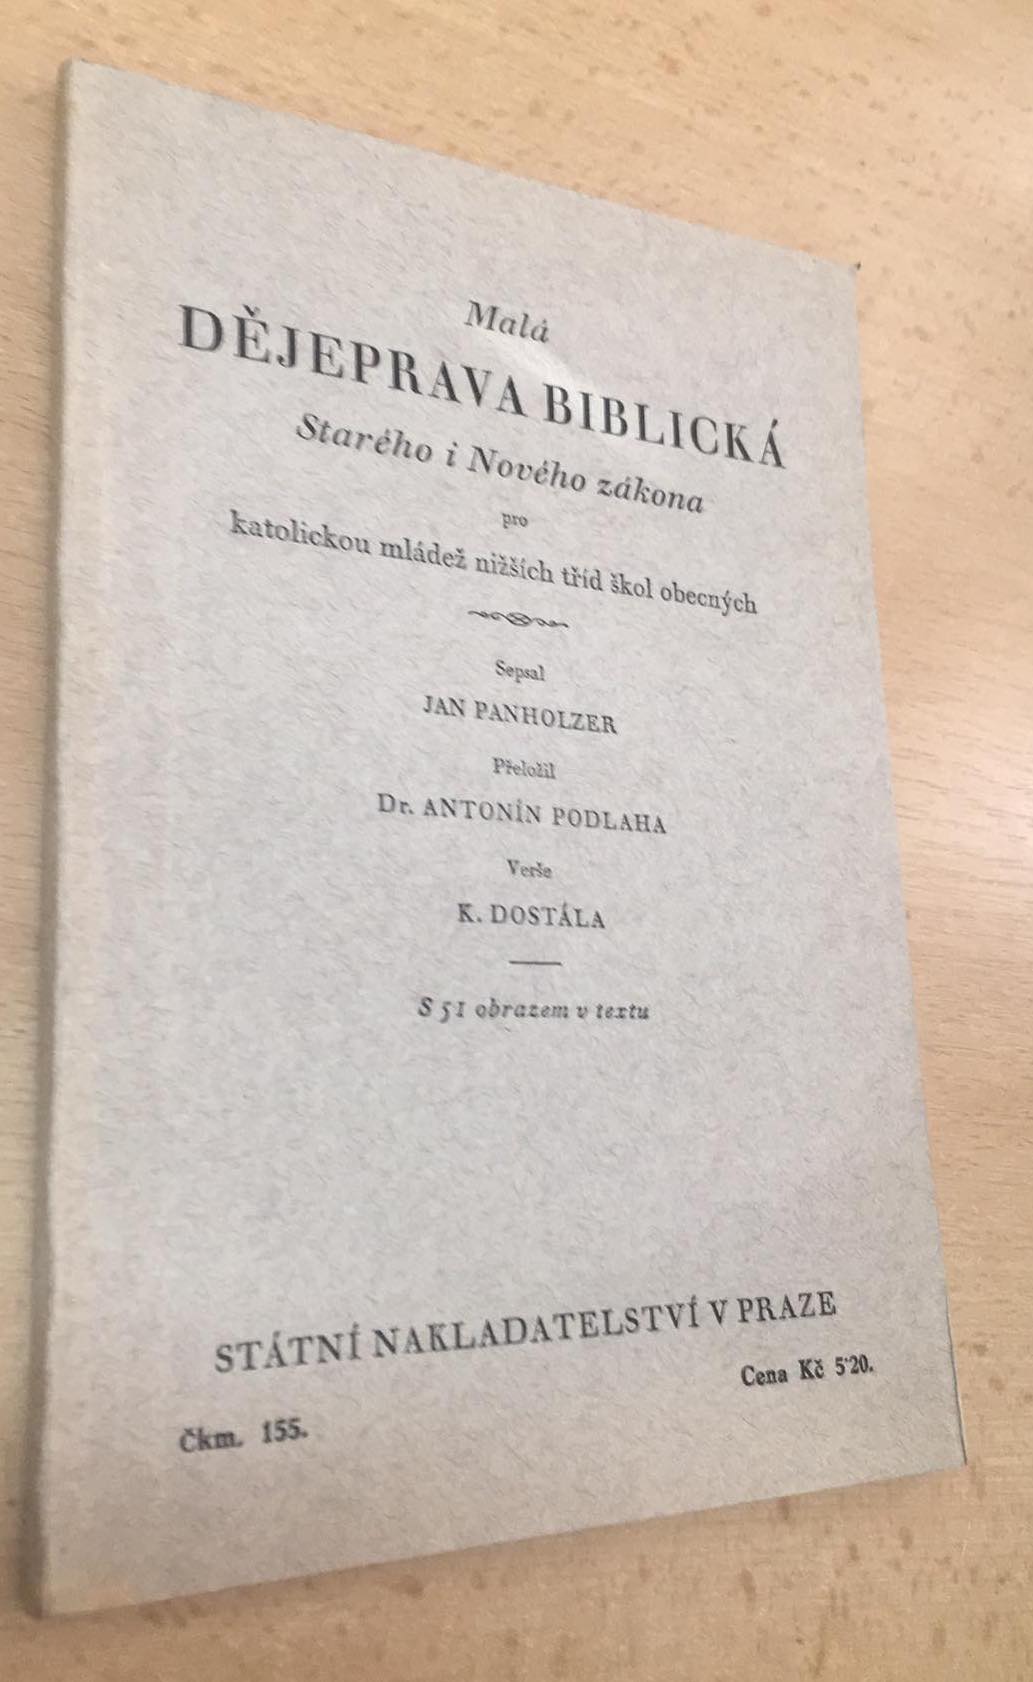 Malá
DĚJEPRAVA BIBLICKÁ
Starého i Nového zákona
pro
katolickou mládež nižších tříd škol obecných
Sepsal
JAN PANHOLZER
Přeložil
Dr. ANTONÍN PODLAHA
Verše
K. DOSTÁLA
S 51 obrazem v textu
STÁTNÍ NAKLADATELSTVÍ V PRAZE
Cena Kč 5·20.
Čkm. 155.